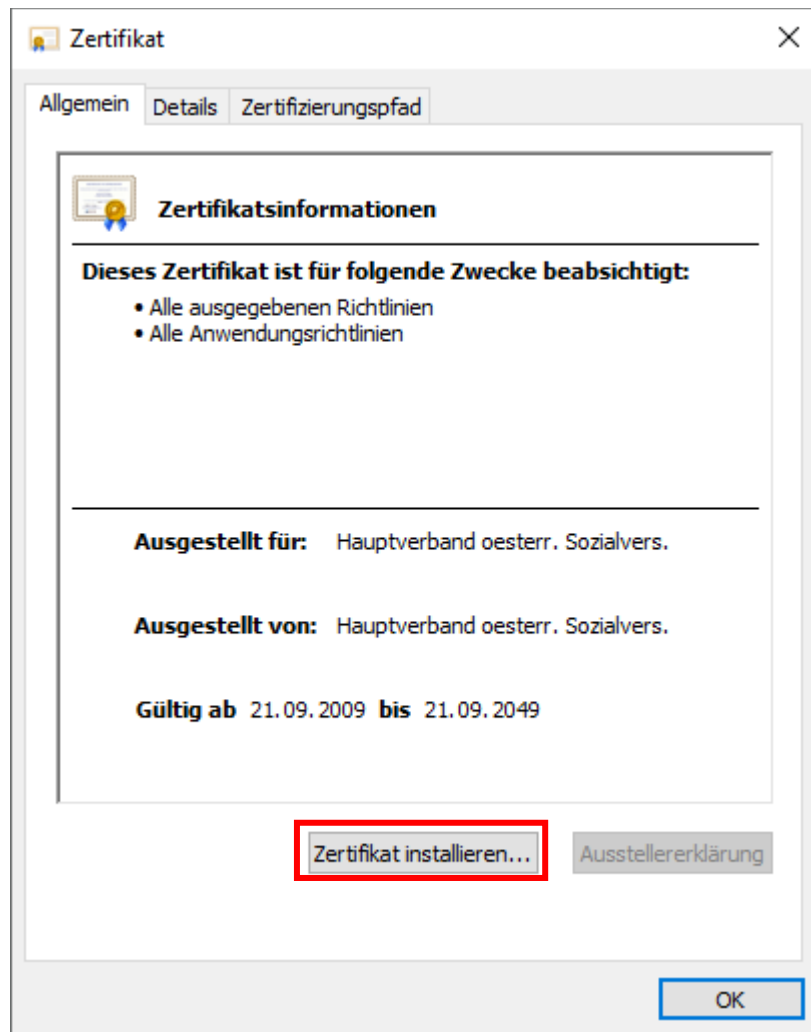 Zertifikat
Allgemein Details Zertifizierungspfad
Zertifikatsinformationen
Dieses Zertifikat ist für folgende Zwecke beabsichtigt:
• Alle ausgegebenen Richtlinien
• Alle Anwendungsrichtlinien
Ausgestellt für: Hauptverband oesterr. Sozialvers.
Ausgestellt von: Hauptverband oesterr. Sozialvers.
Gültig ab 21.09.2009 bis 21.09.2049
Zertifikat installieren... Ausstellererklärung
OK